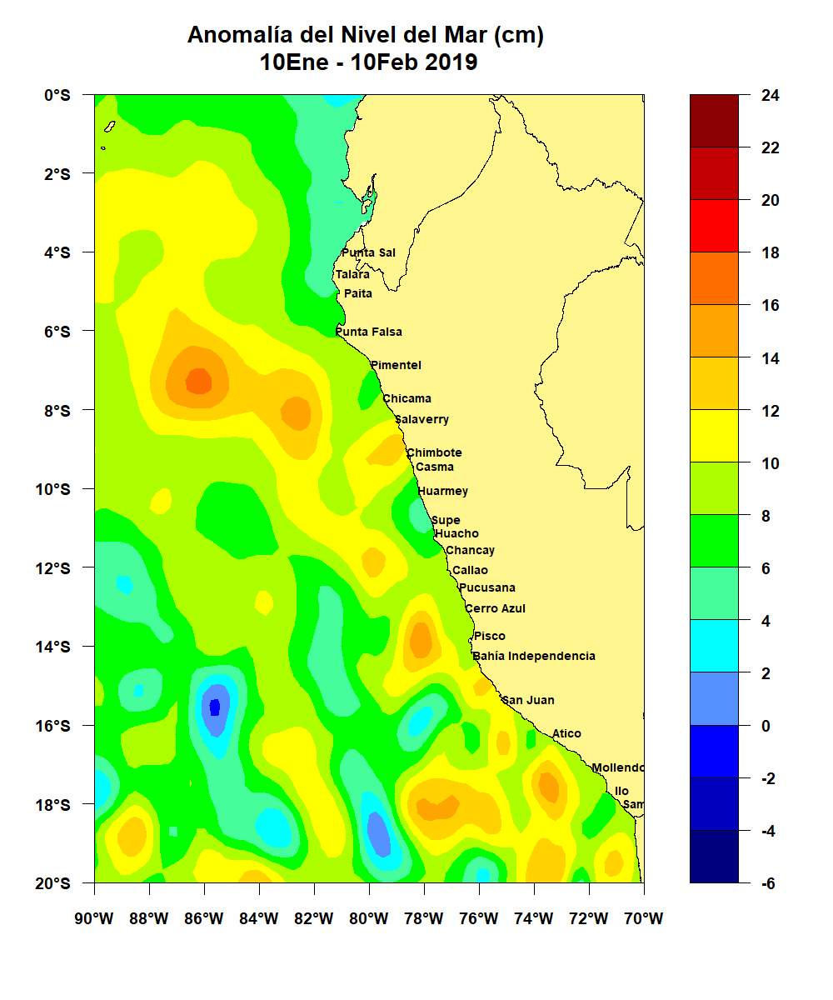 Anomalía del Nivel del Mar (cm)
10Ene - 10Feb 2019
0°S
2°S
4°S
6°S
8°S
10°S
12°S
14°S
16°S
18°S
20°S
90°W 88°W 86°W 84°W 82°W 80°W 78°W 76°W 74°W 72°W 70°W
Punta Sal
Talara
Paita
Punta Falsa
Pimentel
Chicama
Salaverry
Chimbote
Casma
Huarmey
Supe
Huacho
Chancay
Callao
Pucusana
Cerro Azul
Pisco
Bahía Independencia
San Juan
Atico
Mollendo
Ilo
Sam
24
22
20
18
16
14
12
10
8
6
4
2
0
-2
-4
-6